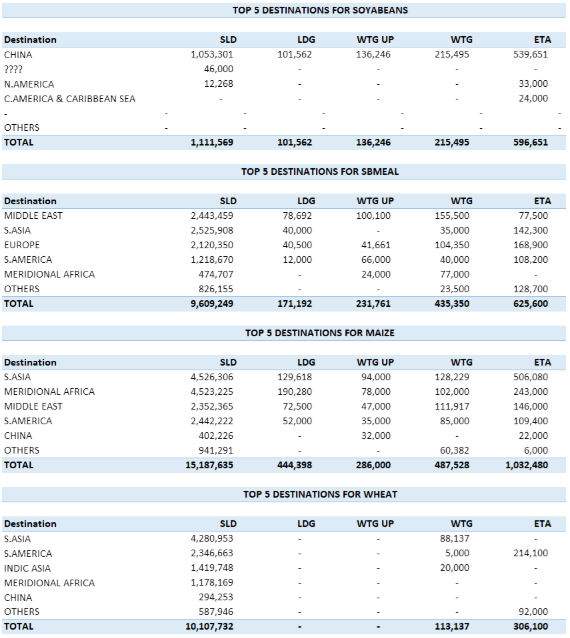 TOP 5 DESTINATIONS FOR SOYABEANS
Destination SLD LDG WTG UP WTG ETA
CHINA 1,053,301 101,562 136,246 215,495 539,651
???? 46,000 - - - -
N.AMERICA 12,268 - - - 33,000
C.AMERICA & CARIBBEAN SEA - - - - 24,000
- - - - - -
OTHERS - - - - -
TOTAL 1,111,569 101,562 136,246 215,495 596,651
TOP 5 DESTINATIONS FOR SBMEAL
Destination SLD LDG WTG UP WTG ETA
MIDDLE EAST 2,443,459 78,692 100,100 155,500 77,500
S.ASIA 2,525,908 40,000 - 35,000 142,300
EUROPE 2,120,350 40,500 41,661 104,350 168,900
S.AMERICA 1,218,670 12,000 66,000 40,000 108,200
MERIDIONAL AFRICA 474,707 - 24,000 77,000 -
OTHERS 826,155 - - 23,500 128,700
TOTAL 9,609,249 171,192 231,761 435,350 625,600
TOP 5 DESTINATIONS FOR MAIZE
Destination SLD LDG WTG UP WTG ETA
S.ASIA 4,526,306 129,618 94,000 128,229 506,080
MERIDIONAL AFRICA 4,523,225 190,280 78,000 102,000 243,000
MIDDLE EAST 2,352,365 72,500 47,000 111,917 146,000
S.AMERICA 2,442,222 52,000 35,000 85,000 109,400
CHINA 402,226 - 32,000 - 22,000
OTHERS 941,291 - - 60,382 6,000
TOTAL 15,187,635 444,398 286,000 487,528 1,032,480
TOP 5 DESTINATIONS FOR WHEAT
Destination SLD LDG WTG UP WTG ETA
S.ASIA 4,280,953 - - 88,137 -
S.AMERICA 2,346,663 - - 5,000 214,100
INDIC ASIA 1,419,748 - - 20,000 -
MERIDIONAL AFRICA 1,178,169 - - - -
CHINA 294,253 - - - -
OTHERS 587,946 - - - 92,000
TOTAL 10,107,732 - - 113,137 306,100